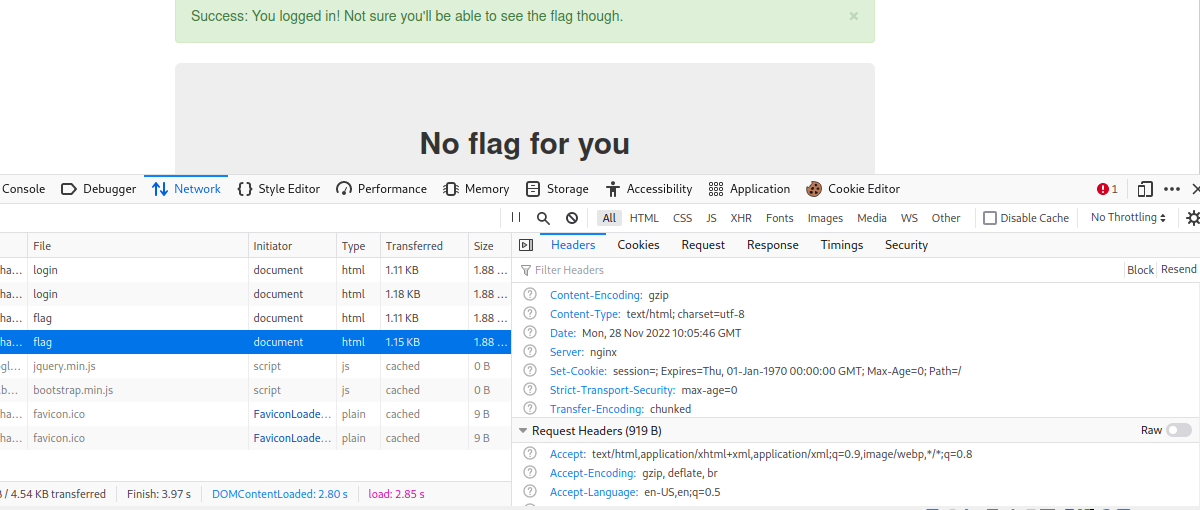 Success: You logged in! Not sure you'll be able to see the flag though. ×
No flag for you
Console Debugger Network Style Editor Performance Memory Storage Accessibility Application Cookie Editor 1
All HTML CSS JS XHR Fonts Images Media WS Other Disable Cache No Throttling
File Initiator Type Transferred Size Headers Cookies Request Response Timings Security
ha... login document html 1.11 KB 1.88 ...
Filter Headers Block Resend
ha... login document html 1.18 KB 1.88 ...
Content-Encoding: gzip
ha... flag document html 1.11 KB 1.88 ...
Content-Type: text/html; charset=utf-8
ha... flag document html 1.15 KB 1.88 ...
Date: Mon, 28 Nov 2022 10:05:46 GMT
Server: nginx
gl... jquery.min.js script js cached 0 B
Set-Cookie: session=; Expires=Thu, 01-Jan-1970 00:00:00 GMT; Max-Age=0; Path=/
.b... bootstrap.min.js script js cached 0 B
Strict-Transport-Security: max-age=0
ha... favicon.ico FaviconLoade... plain cached 9 B
Transfer-Encoding: chunked
ha... favicon.ico FaviconLoade... plain cached 9 B
Request Headers (919 B) Raw
Accept: text/html,application/xhtml+xml,application/xml;q=0.9,image/webp,*/*;q=0.8
Accept-Encoding: gzip, deflate, br
/ 4.54 KB transferred Finish: 3.97 s DOMContentLoaded: 2.80 s load: 2.85 s
Accept-Language: en-US,en;q=0.5